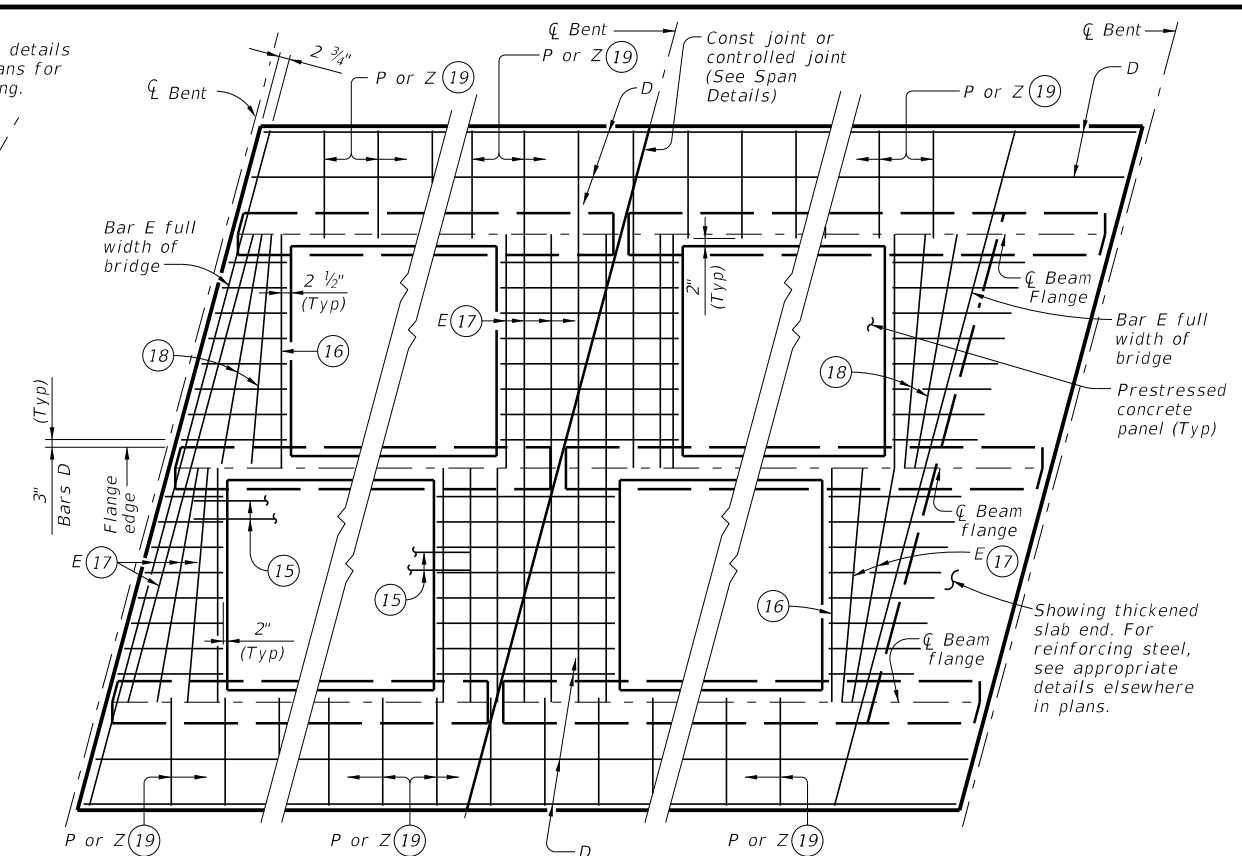 details
ans for
ng.
2 ¾"
℄ Bent
P or Z 19
℄ Bent
P or Z 19
D
Const joint or
controlled joint
(See Span
Details)
℄ Bent
D
P or Z 19
Bar E full
width of
bridge
2 ½"
(Typ)
E 17
2"
(Typ)
℄ Beam
Flange
Bar E full
width of
bridge
18
16
18
Prestressed
concrete
panel (Typ)
3"
(Typ)
Bars D
Flange
edge
℄ Beam
flange
E 17
15
15
E 17
16
2"
(Typ)
℄ Beam
flange
Showing thickened
slab end. For
reinforcing steel,
see appropriate
details elsewhere
in plans.
P or Z 19
P or Z 19
D
P or Z 19